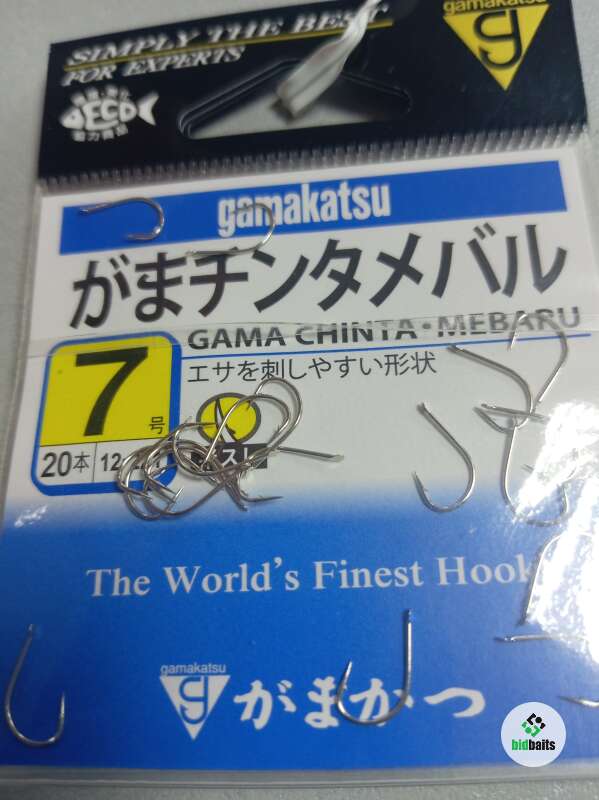 SIMPLY THE BEST
FOR EXPERTS
gamakatsu
ECO
gamakatsu
がまチンタメバル
GAMA CHINTA・MEBARU
エサを刺しやすい形状
7号
20本
12
The World's Finest Hook
gamakatsu
がまかつ
bidbaits